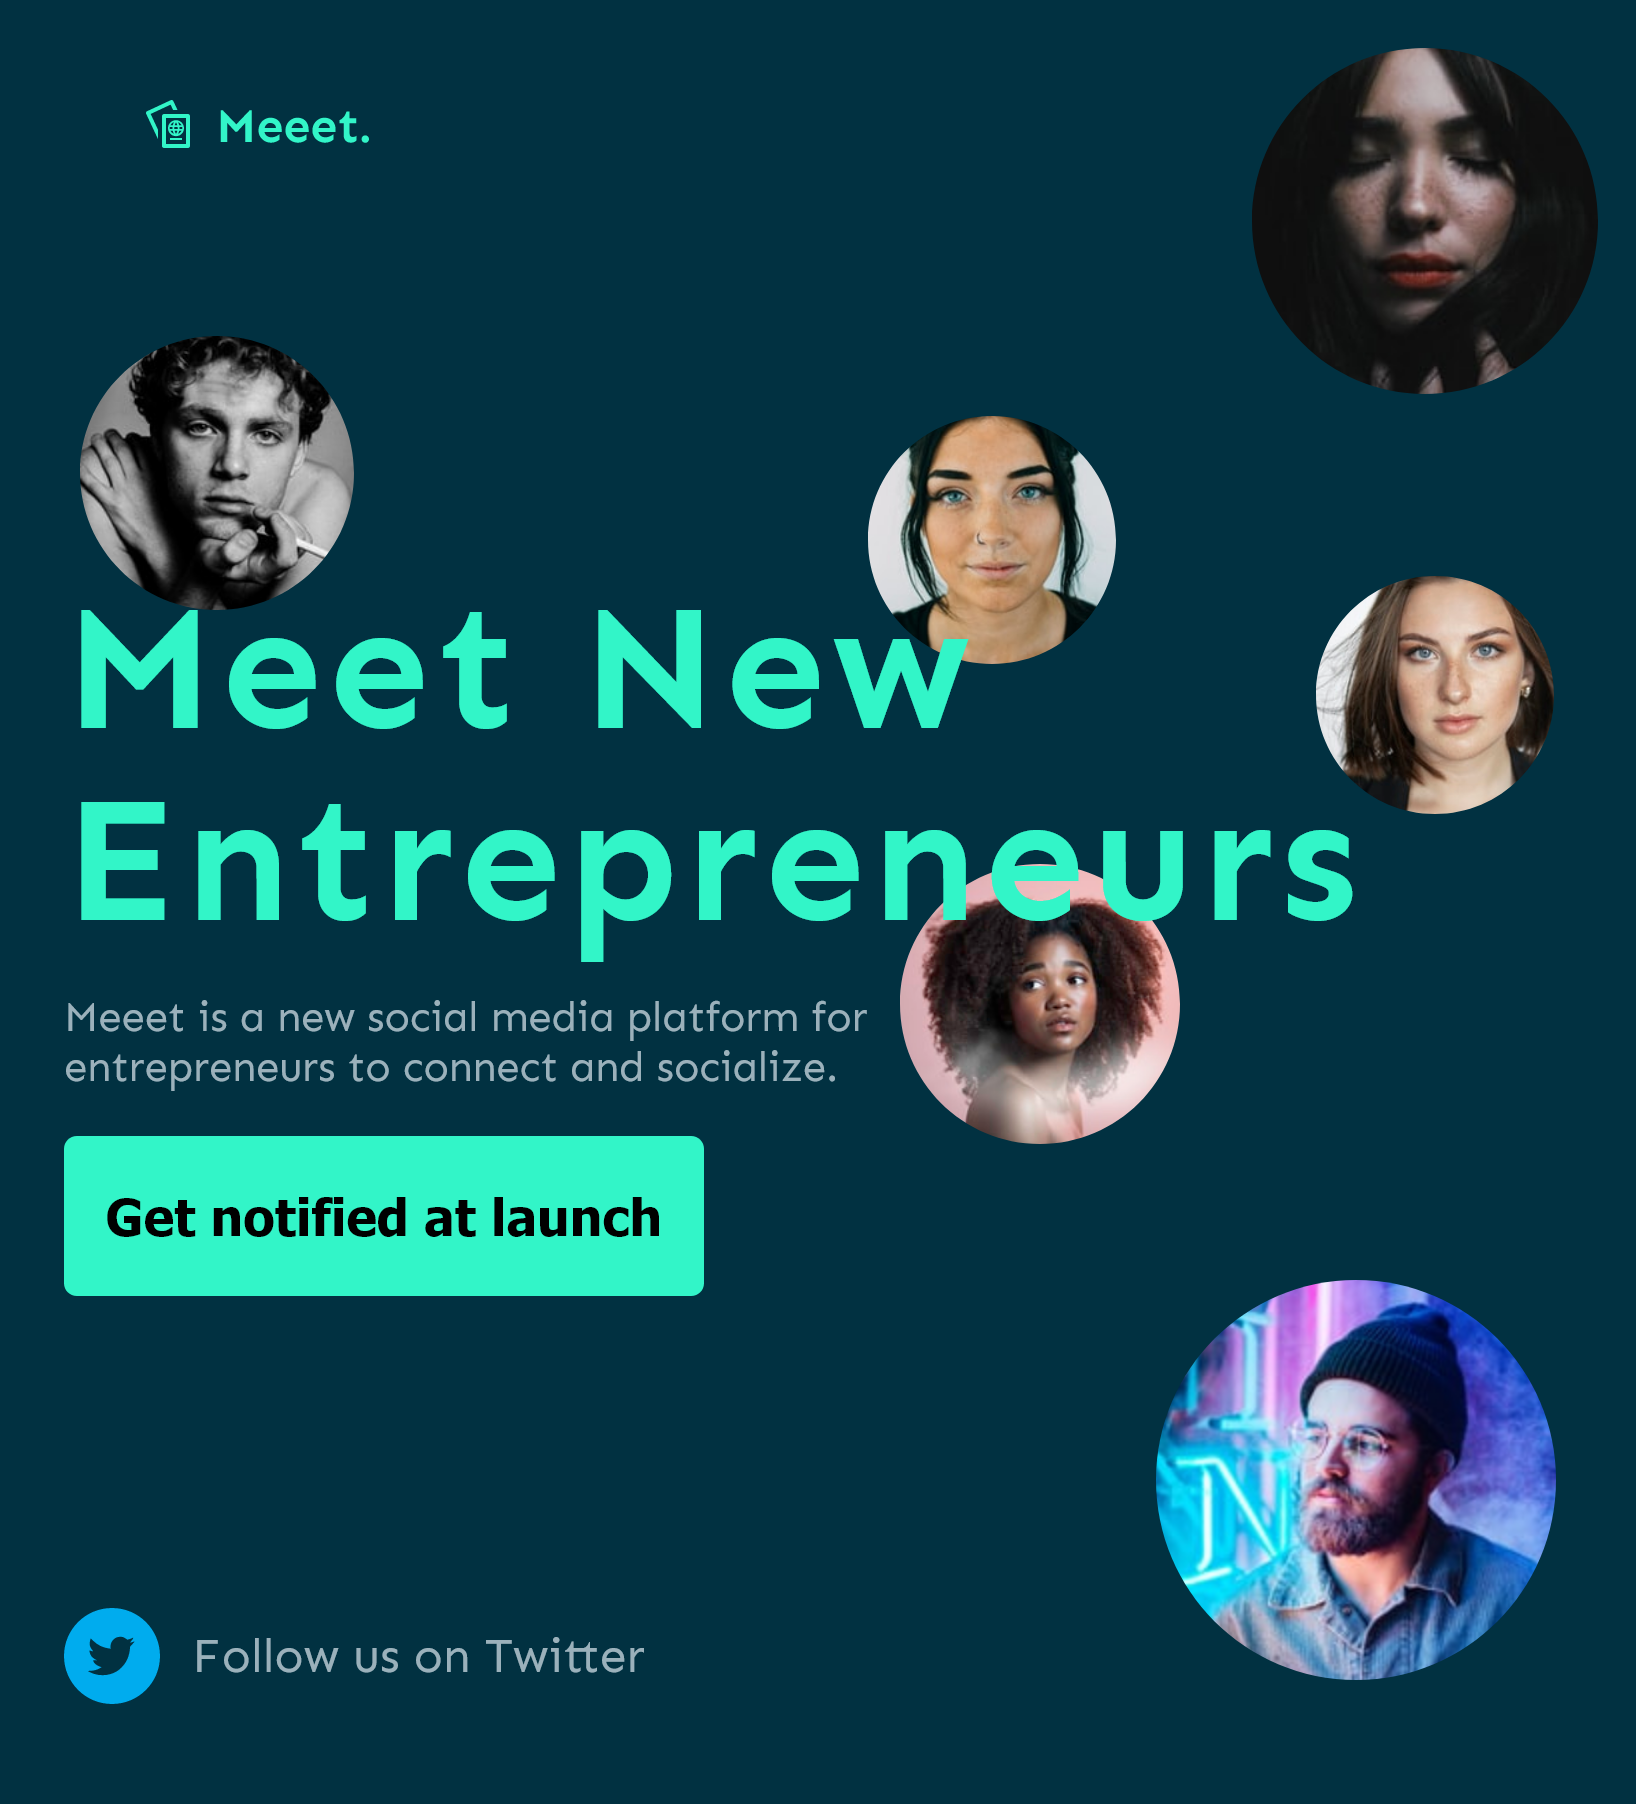 Meeet.
Meet New
Entrepreneurs
Meeet is a new social media platform for
entrepreneurs to connect and socialize.
Get notified at launch
N
Follow us on Twitter